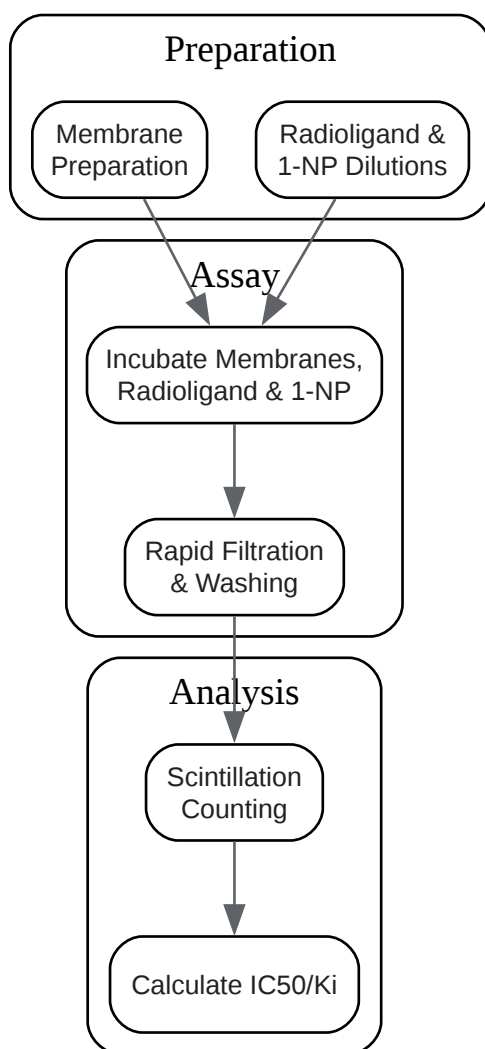 Preparation
Membrane
Preparation
Radioligand &
1-NP Dilutions
Assay
Incubate Membranes,
Radioligand & 1-NP
Rapid Filtration
& Washing
Analysis
Scintillation
Counting
Calculate IC50/Ki